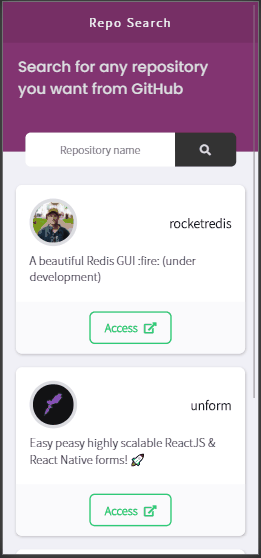 Repo Search
Search for any repository
you want from GitHub
Repository name
rocketredis
A beautiful Redis GUI :fire: (under
development)
Access
unform
Easy peasy highly scalable ReactJS &
React Native forms! 🚀
Access